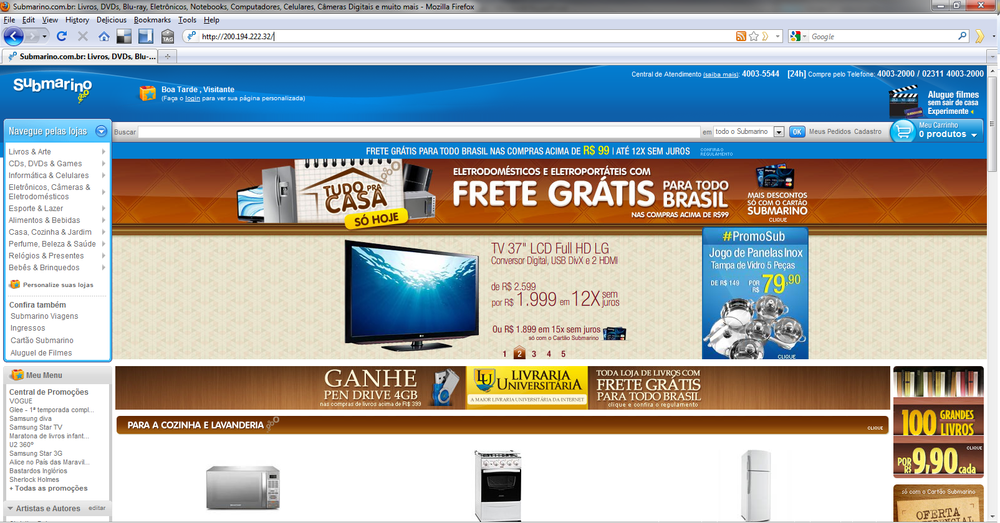 Submarino.com.br: Livros, DVDs, Blu-ray, Eletrônicos, Notebooks, Computadores, Celulares, Câmeras Digitais e muito mais - Mozilla Firefox
File Edit View History Delicious Bookmarks Tools Help
TAG http://200.194.222.32/ Google
Submarino.com.br: Livros, DVDs, Blu-...
Central de Atendimento (saiba mais): 4003-5544 [24h] Compre pelo Telefone: 4003-2000 / 02311 4003-2000
submarino
Boa Tarde , Visitante
(Faça o login para ver sua página personalizada)
Alugue filmes
sem sair de casa
Experimente
Navegue pelas lojas
Buscar em todo o Submarino OK Meus Pedidos Cadastro
Meu Carrinho
0 produtos
FRETE GRÁTIS PARA TODO BRASIL NAS COMPRAS ACIMA DE R$ 99 | ATÉ 12X SEM JUROS CONFIRA O
REGULAMENTO
Livros & Arte
CDs, DVDs & Games
Informática & Celulares
Eletrônicos, Câmeras &
Eletrodomésticos
Esporte & Lazer
Alimentos & Bebidas
Casa, Cozinha & Jardim
Perfume, Beleza & Saúde
Relógios & Presentes
Bebês & Brinquedos
Personalize suas lojas
Confira também
Submarino Viagens
Ingressos
Cartão Submarino
Aluguel de Filmes
TUDO PRA
CASA
SÓ HOJE
ELETRODOMÉSTICOS E ELETROPORTÁTEIS COM
FRETE GRÁTIS PARA TODO
BRASIL
NAS COMPRAS ACIMA DE R$99
MAIS DESCONTOS
SÓ COM O CARTÃO
SUBMARINO
CLIQUE
TV 37" LCD Full HD LG
Conversor Digital, USB DivX e 2 HDMI
de R$ 2.599
por R$ 1.999 em 12X sem
juros
Ou R$ 1.899 em 15x sem juros
só com o Cartão Submarino
1 2 3 4 5
#PromoSub
Jogo de Panelas Inox
Tampa de Vidro 5 Peças
DE R$ 149 POR
R$ 79,90
CLIQUE
Meu Menu
Central de Promoções
VOGUE
Glee - 1ª temporada compl...
Samsung diva
Samsung Star TV
Maratona de livros infant...
U2 360º
Samsung Star 3G
Alice no País das Maravil...
Bastardos Inglórios
Sherlock Holmes
+ Todas as promoções
Artistas e Autores editar
GANHE
PEN DRIVE 4GB
nas compras de livros acima de R$ 399
LU LIVRARIA
UNIVERSITÁRIA
A MAIOR LIVRARIA UNIVERSITÁRIA DA INTERNET
TODA LOJA DE LIVROS COM
FRETE GRÁTIS
PARA TODO BRASIL
clique e confira o regulamento
PARA A COZINHA E LAVANDERIA
CLIQUE
100 GRANDES
LIVROS
CLIQUE
POR
R$ 9,90 cada
só com o Cartão Submarino
OFERTA